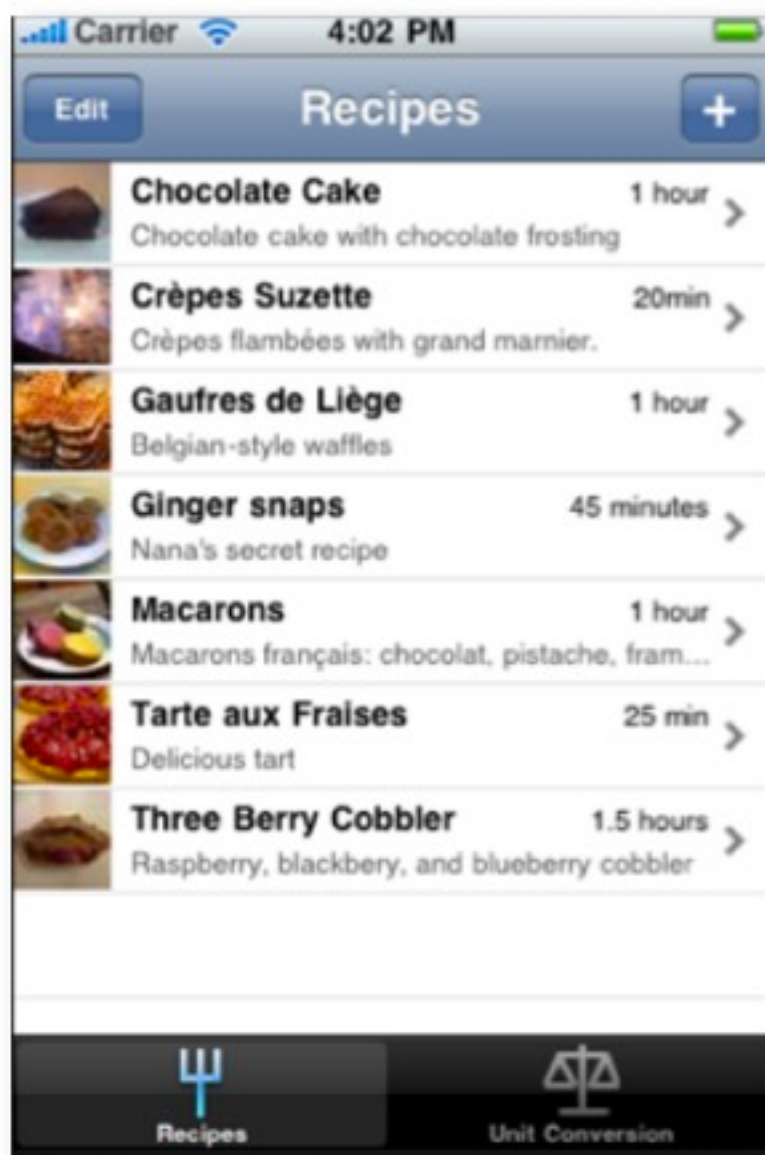 Carrier 4:02 PM
Edit Recipes +
Chocolate Cake 1 hour
Chocolate cake with chocolate frosting
Crèpes Suzette 20min
Crèpes flambées with grand marnier.
Gaufres de Liège 1 hour
Belgian-style waffles
Ginger snaps 45 minutes
Nana's secret recipe
Macarons 1 hour
Macarons français: chocolat, pistache, fram...
Tarte aux Fraises 25 min
Delicious tart
Three Berry Cobbler 1.5 hours
Raspberry, blackbery, and blueberry cobbler
Recipes Unit Conversion